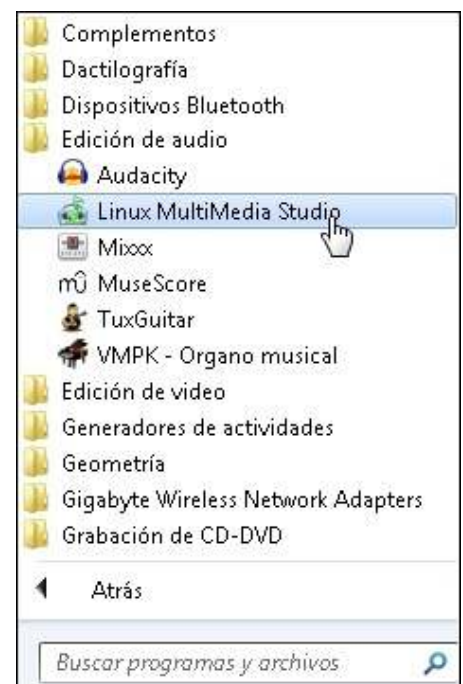 Complementos
Dactilografía
Dispositivos Bluetooth
Edición de audio
Audacity
Linux MultiMedia Studio
Mixxx
MuseScore
TuxGuitar
VMPK - Organo musical
Edición de video
Generadores de actividades
Geometría
Gigabyte Wireless Network Adapters
Grabación de CD-DVD
Atrás
Buscar programas y archivos